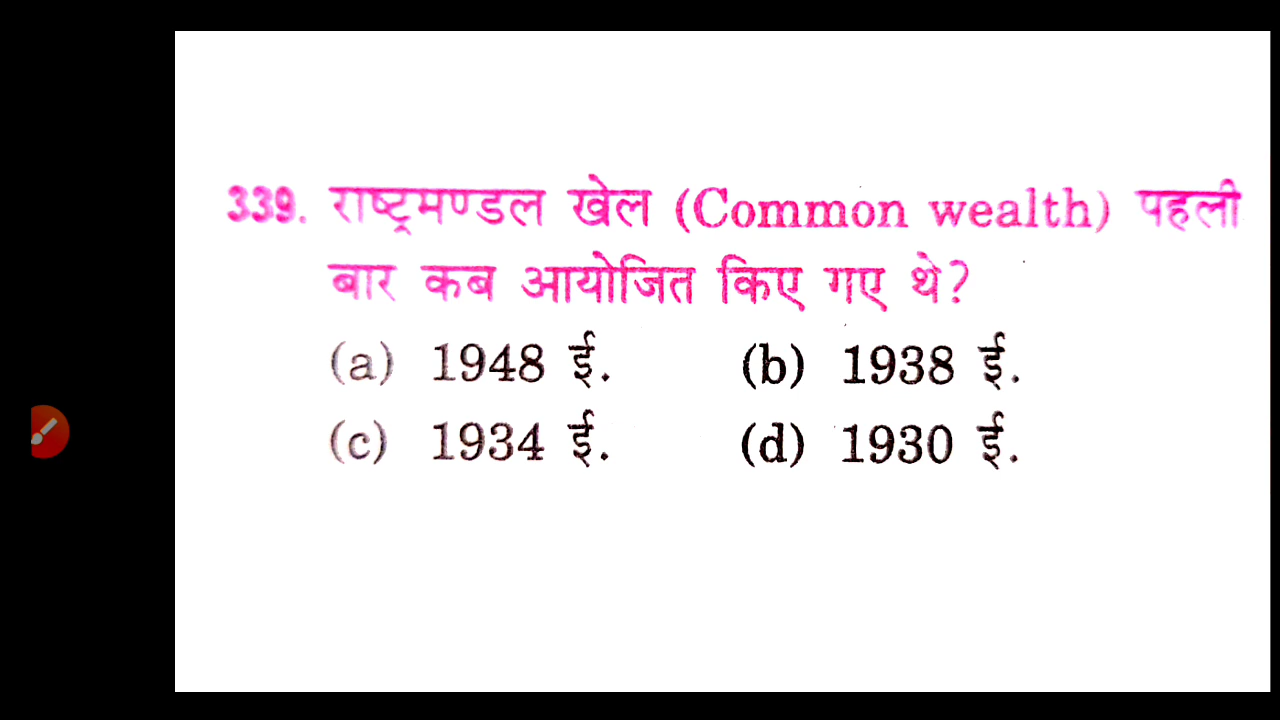 339. राष्ट्रमण्डल खेल (Common wealth) पहली
बार कब आयोजित किए गए थे?
(a) 1948 ई. (b) 1938 ई.
(c) 1934 ई. (d) 1930 ई.